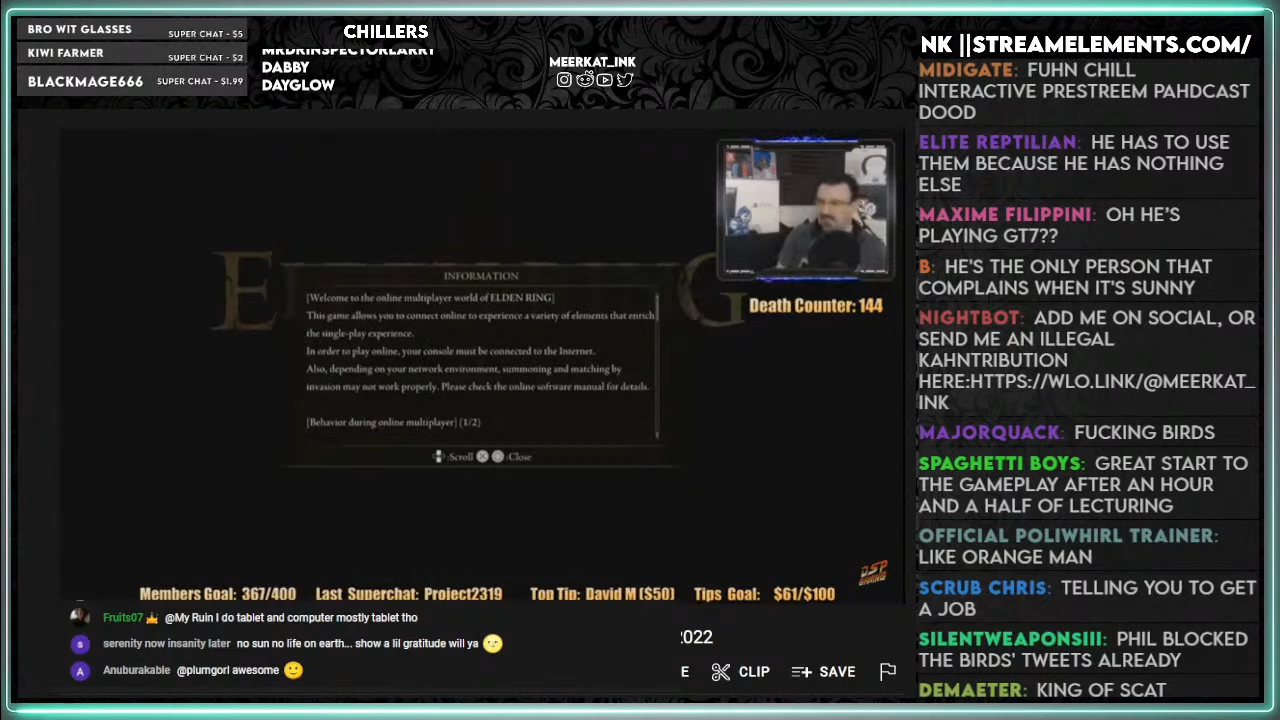 BRO WIT GLASSES SUPER CHAT - $5
KIWI FARMER SUPER CHAT - $2
BLACKMAGE666 SUPER CHAT - $1.99
CHILLERS
MRDRINSPECTORLARRY
DABBY
DAYGLOW
MEERKAT_INK
NK ||STREAMELEMENTS.COM/
MIDIGATE: FUHN CHILL
INTERACTIVE PRESTREEM PAHDCAST
DOOD
ELITE REPTILIAN: HE HAS TO USE
THEM BECAUSE HE HAS NOTHING
ELSE
MAXIME FILIPPINI: OH HE'S
PLAYING GT7??
B: HE'S THE ONLY PERSON THAT
COMPLAINS WHEN IT'S SUNNY
NIGHTBOT: ADD ME ON SOCIAL, OR
SEND ME AN ILLEGAL
KAHNTRIBUTION
HERE:HTTPS://WLO.LINK/@MEERKAT_
INK
MAJORQUACK: FUCKING BIRDS
SPAGHETTI BOYS: GREAT START TO
THE GAMEPLAY AFTER AN HOUR
AND A HALF OF LECTURING
OFFICIAL POLIWHIRL TRAINER:
LIKE ORANGE MAN
SCRUB CHRIS: TELLING YOU TO GET
A JOB
SILENTWEAPONSIII: PHIL BLOCKED
THE BIRDS' TWEETS ALREADY
DEMAETER: KING OF SCAT
E G
INFORMATION
[Welcome to the online multiplayer world of ELDEN RING]
This game allows you to connect online to experience a variety of elements that enrich
the single-play experience.
In order to play online, your console must be connected to the Internet.
Also, depending on your network environment, summoning and matching by
invasion may not work properly. Please check the online software manual for details.
[Behavior during online multiplayer] (1/2)
:Scroll :Close
Death Counter: 144
DSP
GAMING
Members Goal: 367/400 Last Superchat: Project2319 Top Tip: David M ($50) Tips Goal: $61/$100
Fruits07 @My Ruin I do tablet and computer mostly tablet tho
serenity now insanity later no sun no life on earth... show a lil gratitude will ya
Anuburakable @plumgorl awesome
2022
E CLIP SAVE